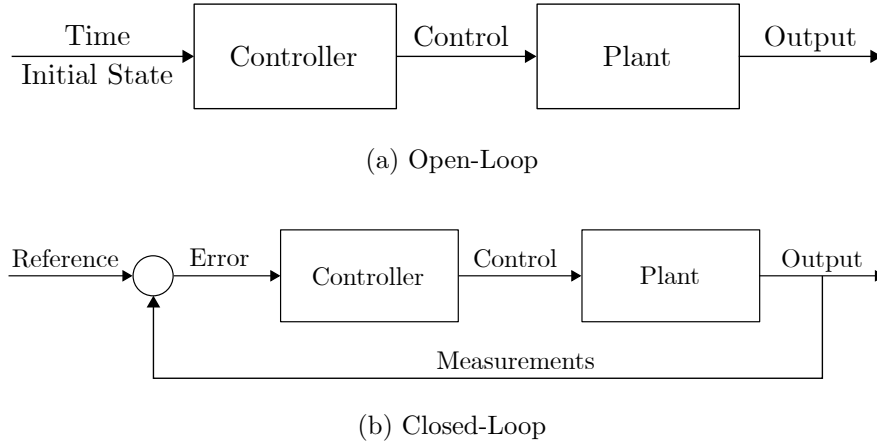 Time
Initial State
Controller
Control
Plant
Output
(a) Open-Loop
Reference
Error
Controller
Control
Plant
Output
Measurements
(b) Closed-Loop